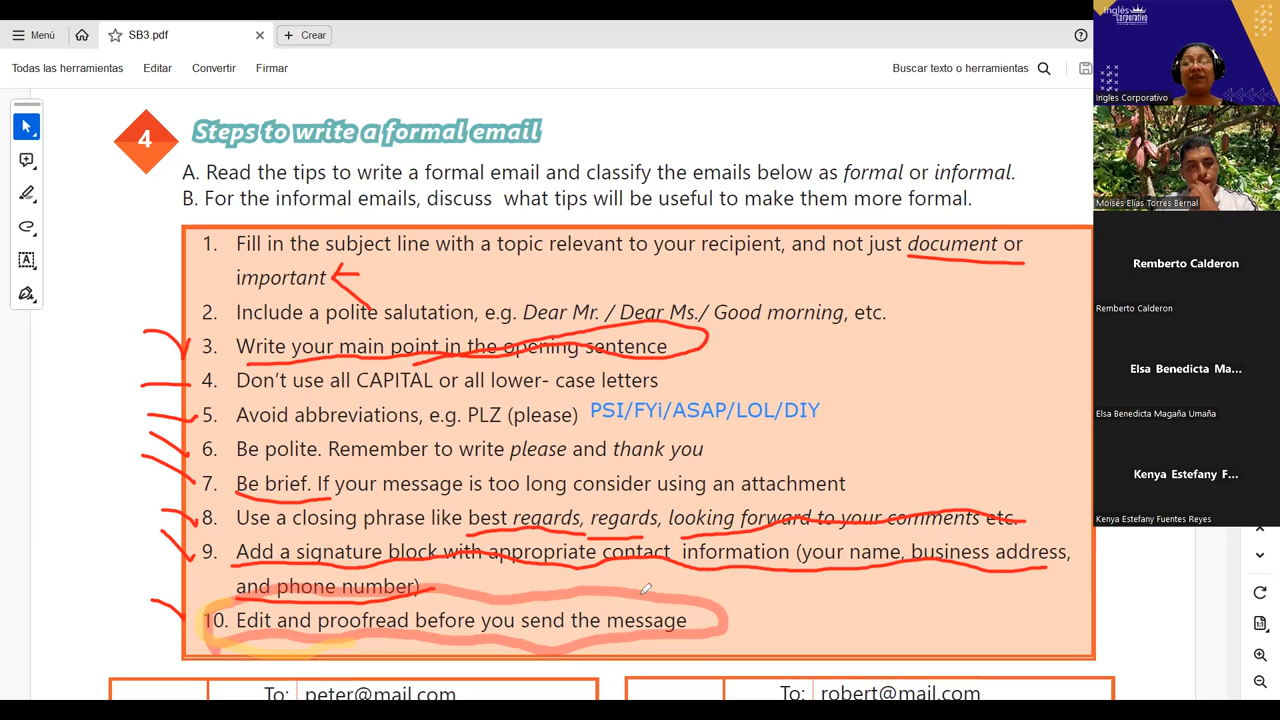 Menú
SB3.pdf
Crear
Todas las herramientas
Editar
Convertir
Firmar
Buscar texto o herramientas
4
Steps to write a formal email
A. Read the tips to write a formal email and classify the emails below as formal or informal.
B. For the informal emails, discuss what tips will be useful to make them more formal.
1. Fill in the subject line with a topic relevant to your recipient, and not just document or
important
2. Include a polite salutation, e.g. Dear Mr. / Dear Ms./ Good morning, etc.
3. Write your main point in the opening sentence
4. Don't use all CAPITAL or all lower- case letters
5. Avoid abbreviations, e.g. PLZ (please) PSI/FYi/ASAP/LOL/DIY
6. Be polite. Remember to write please and thank you
7. Be brief. If your message is too long consider using an attachment
8. Use a closing phrase like best regards, regards, looking forward to your comments etc.
9. Add a signature block with appropriate contact information (your name, business address,
and phone number)
10. Edit and proofread before you send the message
To: peter@mail.com
To: robert@mail.com
Inglés
Corporativo
Ingles Corporativo
Moisés Elías Torres Bernal
Remberto Calderon
Remberto Calderon
Elsa Benedicta Ma...
Elsa Benedicta Magaña Umaña
Kenya Estefany F...
Kenya Estefany Fuentes Reyes